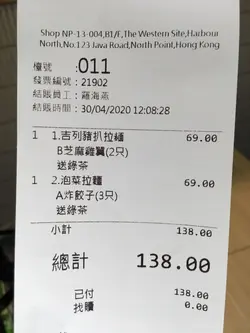 Shop NP-13-004,B1/F,The Western Site,Harbour
North,No.123 Java Road,North Point,Hong Kong
檯號 :011
發票編號 : 21902
結賬員工 : 羅海燕
結賬時間 : 30/04/2020 12:08:28
1 1.吉列豬扒拉麵 69.00
B芝麻雞翼(2只)
送綠茶
1 2.泡菜拉麵 69.00
A炸餃子(3只)
送綠茶
小計 138.00
總計 138.00
已付 138.00
找贖 0.00